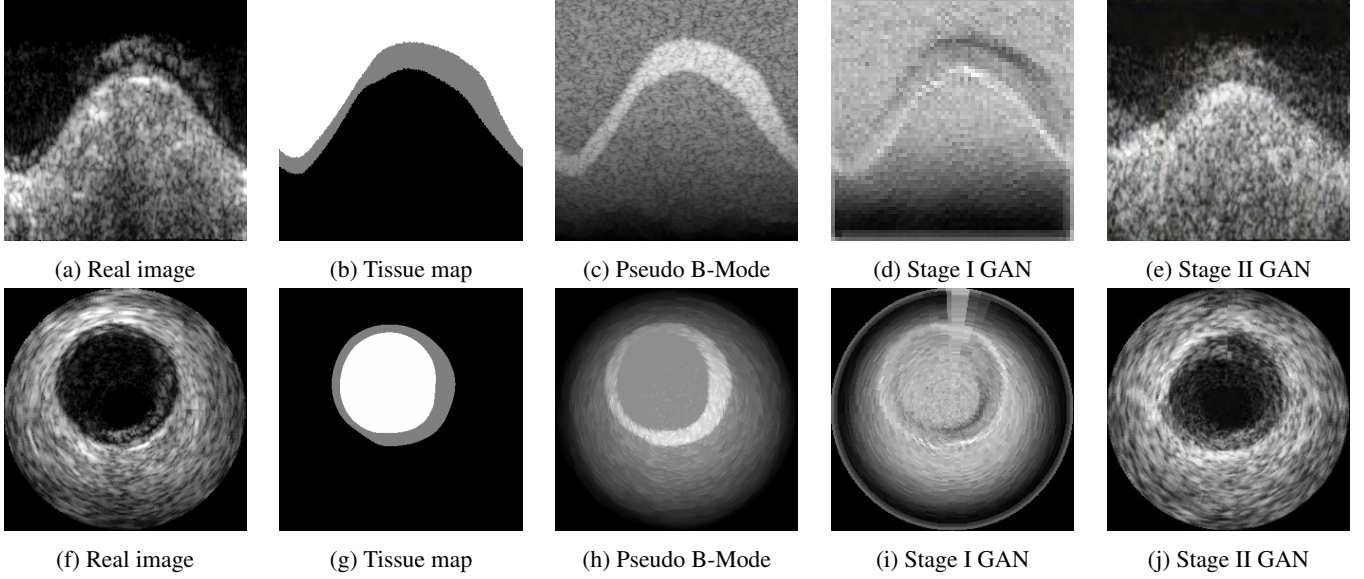 (a) Real image
(b) Tissue map
(c) Pseudo B-Mode
(d) Stage I GAN
(e) Stage II GAN
(f) Real image
(g) Tissue map
(h) Pseudo B-Mode
(i) Stage I GAN
(j) Stage II GAN